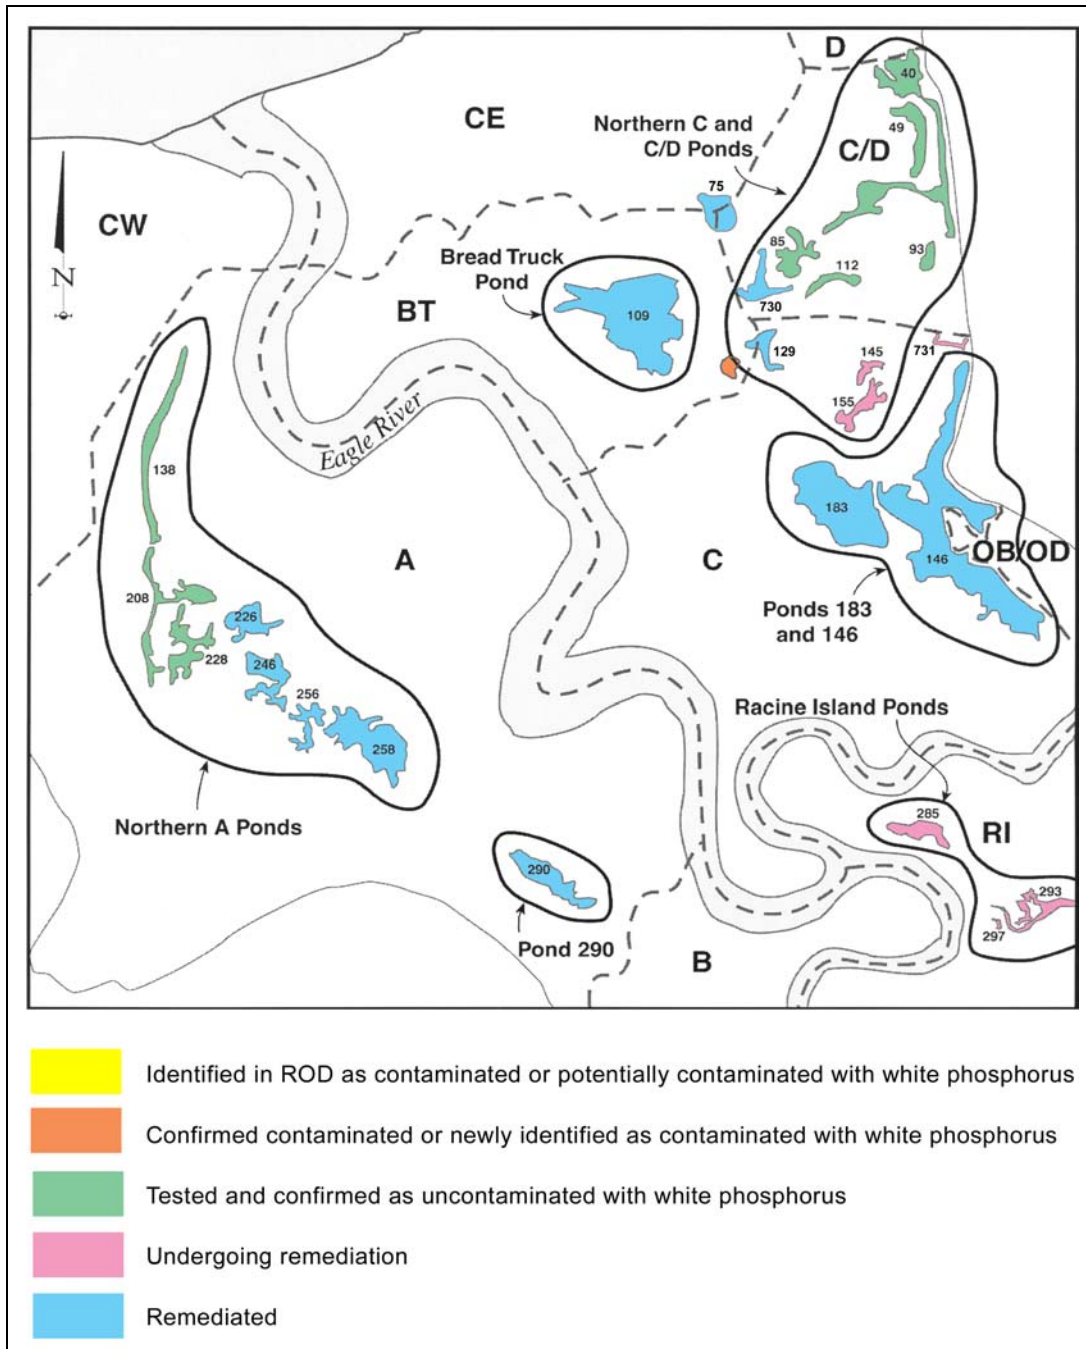 D
40
CE
Northern C and
C/D Ponds
49
C/D
75
CW
N
85
93
Bread Truck
Pond
112
BT
109
730
129
731
145
155
Eagle River
138
183
A
C
OB/OD
146
208
226
Ponds 183
and 146
228
246
256
Racine Island Ponds
258
285
RI
Northern A Ponds
290
293
297
Pond 290
B
Identified in ROD as contaminated or potentially contaminated with white phosphorus
Confirmed contaminated or newly identified as contaminated with white phosphorus
Tested and confirmed as uncontaminated with white phosphorus
Undergoing remediation
Remediated